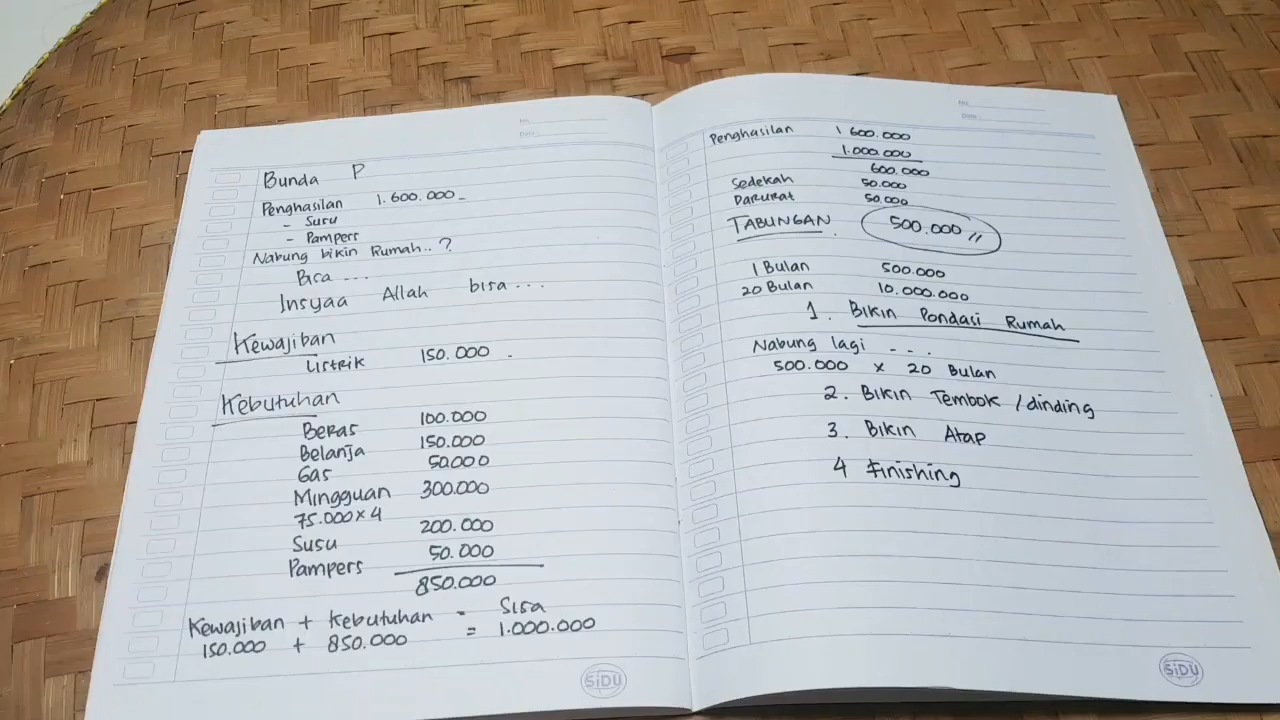 Bunda P
Penghasilan 1.600.000 -
- Susu
- Pampers
Nabung bikin Rumah..?
Bisa ...
Insyaa Allah bisa ...
Kewajiban
Listrik 150.000 -
Kebutuhan
Beras 100.000
Belanja 150.000
Gas 50.000
Mingguan 300.000
75.000 x 4
Susu 200.000
Pampers 50.000
850.000
Kewajiban + Kebutuhan = Sisa
150.000 + 850.000 = 1.000.000
SiDU
No.
Date.
Penghasilan 1 600.000
1.000.000
600.000
Sedekah 50.000
Darurat 50.000
TABUNGAN 500.000 //
1 Bulan 500.000
20 Bulan 10.000.000
1. Bikin Pondasi Rumah
Nabung lagi ...
500.000 x 20 Bulan
2. Bikin Tembok / dinding
3. Bikin Atap
4 Finishing
SiDU